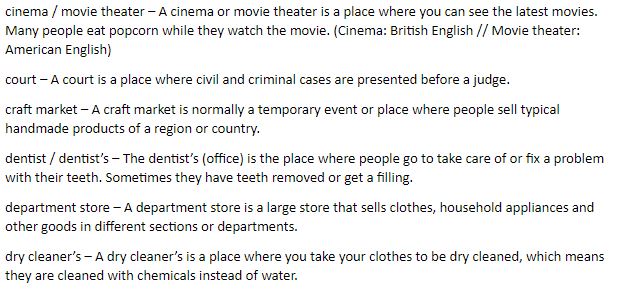 cinema / movie theater – A cinema or movie theater is a place where you can see the latest movies.
Many people eat popcorn while they watch the movie. (Cinema: British English // Movie theater:
American English)
court – A court is a place where civil and criminal cases are presented before a judge.
craft market – A craft market is normally a temporary event or place where people sell typical
handmade products of a region or country.
dentist / dentist’s – The dentist’s (office) is the place where people go to take care of or fix a problem
with their teeth. Sometimes they have teeth removed or get a filling.
department store – A department store is a large store that sells clothes, household appliances and
other goods in different sections or departments.
dry cleaner’s – A dry cleaner’s is a place where you take your clothes to be dry cleaned, which means
they are cleaned with chemicals instead of water.